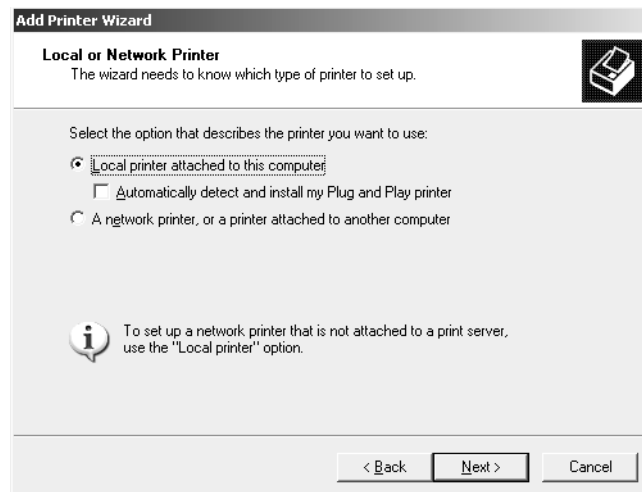 Add Printer Wizard
Local or Network Printer
The wizard needs to know which type of printer to set up.
Select the option that describes the printer you want to use:
Local printer attached to this computer
Automatically detect and install my Plug and Play printer
A network printer, or a printer attached to another computer
To set up a network printer that is not attached to a print server,
use the "Local printer" option.
< Back Next > Cancel